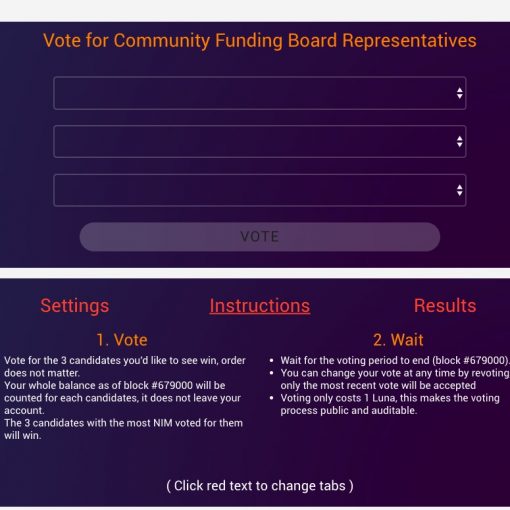 Vote for Community Funding Board Representatives
VOTE
Settings
Instructions
Results
1. Vote
Vote for the 3 candidates you'd like to see win, order
does not matter.
Your whole balance as of block #679000 will be
counted for each candidates, it does not leave your
account.
The 3 candidates with the most NIM voted for them
will win.
2. Wait
• Wait for the voting period to end (block #679000).
• You can change your vote at any time by revoting,
only the most recent vote will be accepted
• Voting only costs 1 Luna, this makes the voting
process public and auditable.
( Click red text to change tabs )